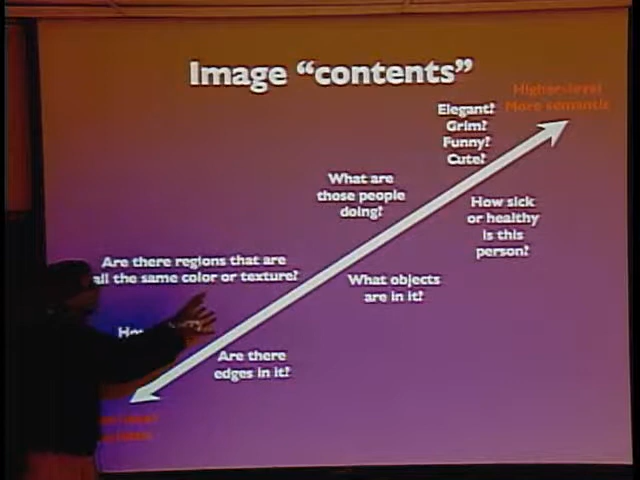 Image “contents”
Higher-level
More semantic
Elegant?
Grim?
Funny?
Cute?
What are
those people
doing?
How sick
or healthy
is this
person?
Are there regions that are
all the same color or texture?
What objects
are in it?
Are there
edges in it?